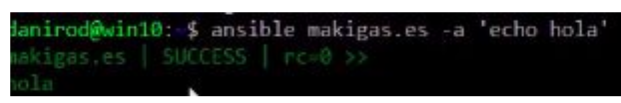 danirod@win10:~$ ansible makigas.es -a 'echo hola'
makigas.es | SUCCESS | rc=0 >>
hola